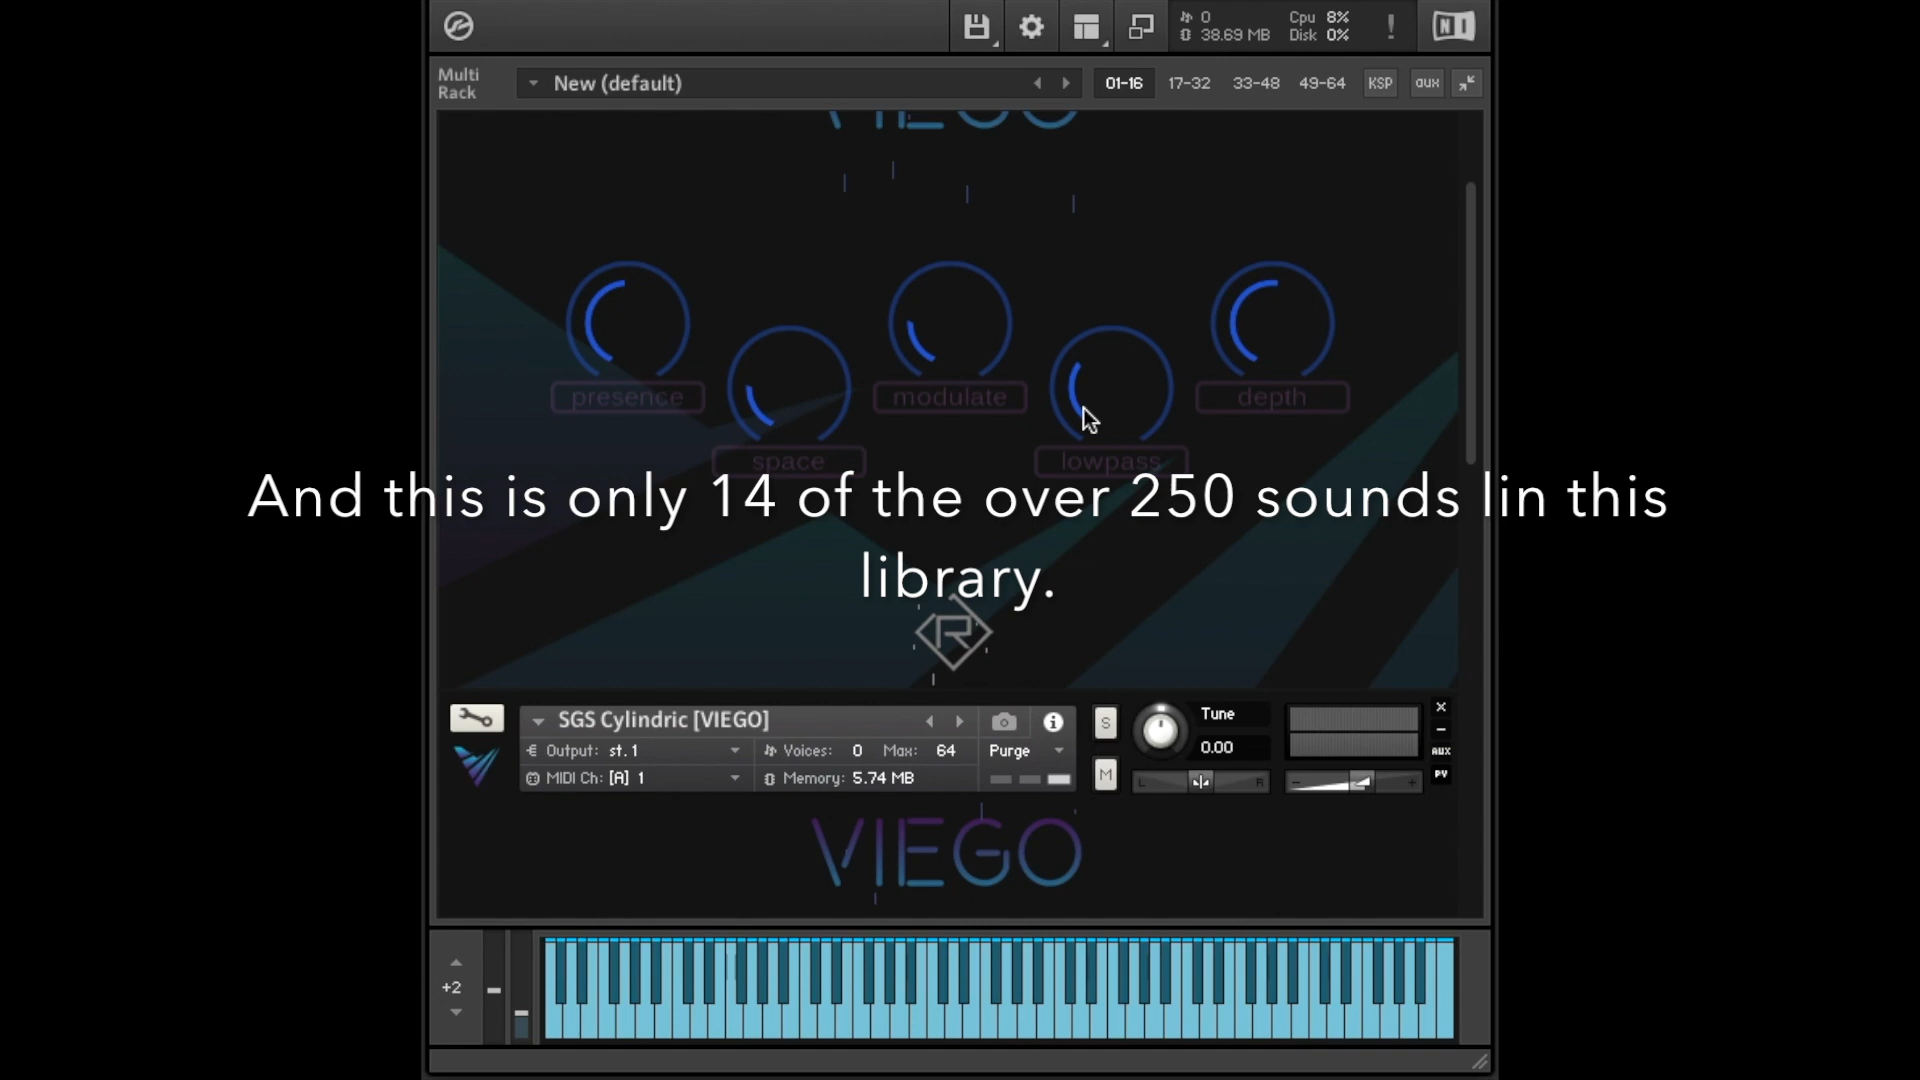 0
38.69 MB
Cpu 8%
Disk 0%
!
NI
Multi
Rack
New (default)
01-16
17-32
33-48
49-64
KSP
aux
VIEGO
presence
modulate
depth
space
lowpass
And this is only 14 of the over 250 sounds lin this
library.
R
SGS Cylindric [VIEGO]
i
Output: st.1
Voices: 0 Max: 64
Purge
MIDI Ch: [A] 1
Memory: 5.74 MB
S
M
Tune
0.00
L
R
-
+
x
-
AUX
PV
VIEGO
+2